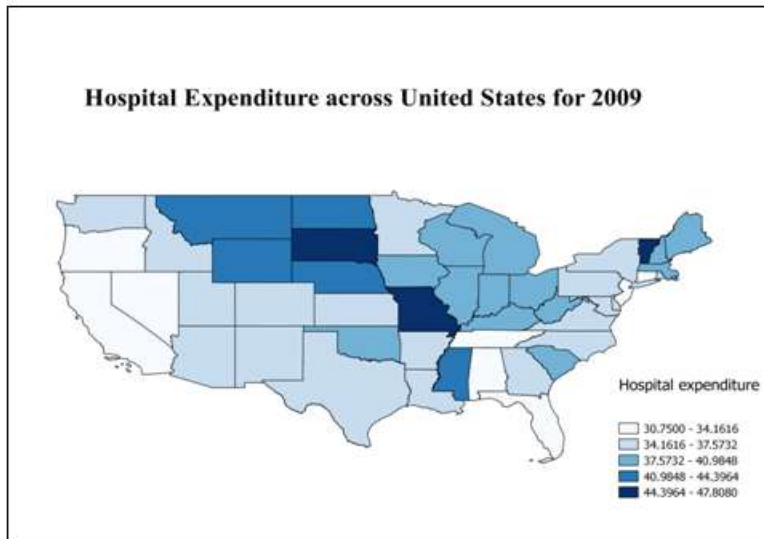 Hospital Expenditure across United States for 2009
Hospital expenditure
30.7500 - 34.1616
34.1616 - 37.5732
37.5732 - 40.9848
40.9848 - 44.3964
44.3964 - 47.8080